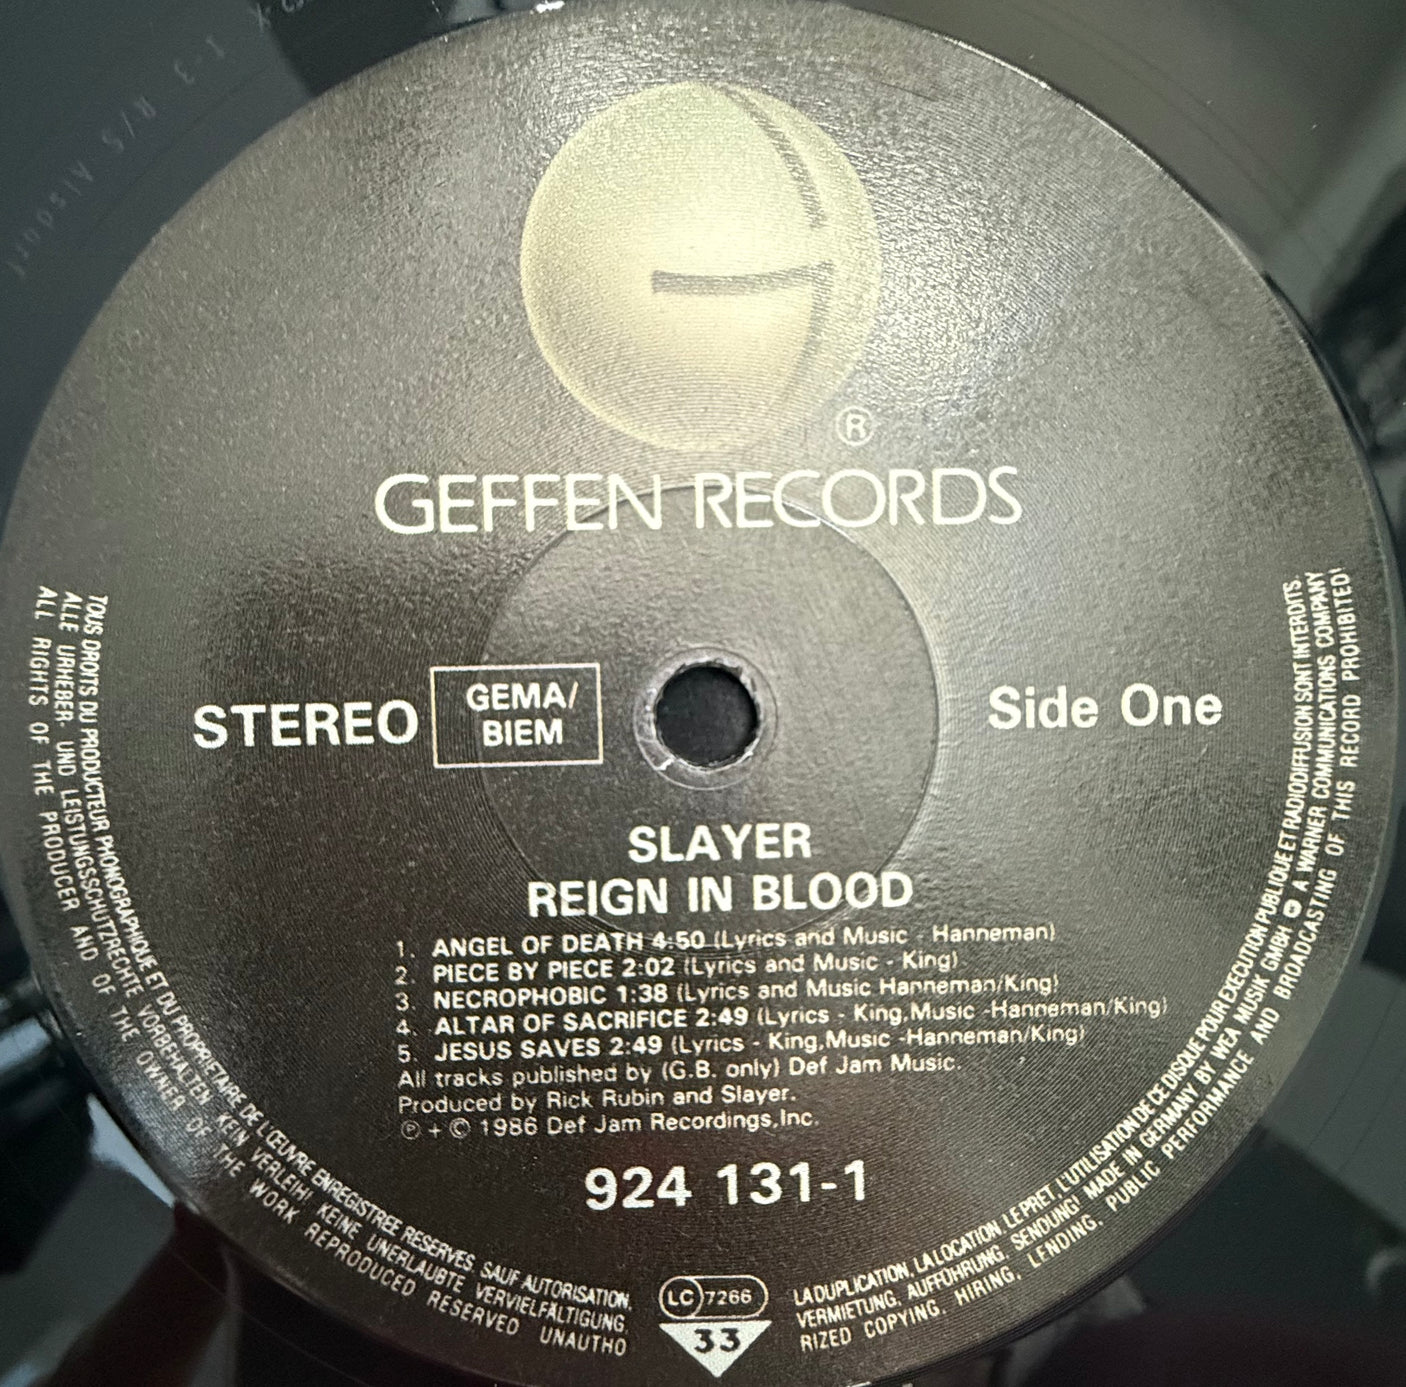 T-3 R/S Alsdorf
®
GEFFEN RECORDS
STEREO
GEMA/
BIEM
Side One
SLAYER
REIGN IN BLOOD
1. ANGEL OF DEATH 4:50 (Lyrics and Music - Hanneman)
2. PIECE BY PIECE 2:02 (Lyrics and Music - King)
3. NECROPHOBIC 1:38 (Lyrics and Music Hanneman/King)
4. ALTAR OF SACRIFICE 2:49 (Lyrics - King,Music -Hanneman/King)
5. JESUS SAVES 2:49 (Lyrics - King,Music -Hanneman/King)
All tracks published by (G.B. only) Def Jam Music.
Produced by Rick Rubin and Slayer.
℗ + © 1986 Def Jam Recordings,Inc.
924 131-1
TOUS DROITS DU PRODUCTEUR PHONOGRAPHIQUE ET DU PROPRIETAIRE DE L'ŒUVRE ENREGISTREE RESERVES. SAUF AUTORISATION, LA DUPLICATION, LA LOCATION, LE PRET, L'UTILISATION DE CE DISQUE POUR EXECUTION PUBLIQUE ET RADIODIFFUSION SONT INTERDITS.
ALLE URHEBER- UND LEISTUNGSSCHUTZRECHTE VORBEHALTEN. KEIN VERLEIH! KEINE UNERLAUBTE VERVIELFÄLTIGUNG, VERMIETUNG, AUFFÜHRUNG, SENDUNG! MADE IN GERMANY BY WEA MUSIK GMBH A WARNER COMMUNICATIONS COMPANY
ALL RIGHTS OF THE PRODUCER AND OF THE OWNER OF THE WORK REPRODUCED RESERVED UNAUTHORIZED COPYING, HIRING, LENDING, PUBLIC PERFORMANCE AND BROADCASTING OF THIS RECORD PROHIBITED!
LC 7266
33